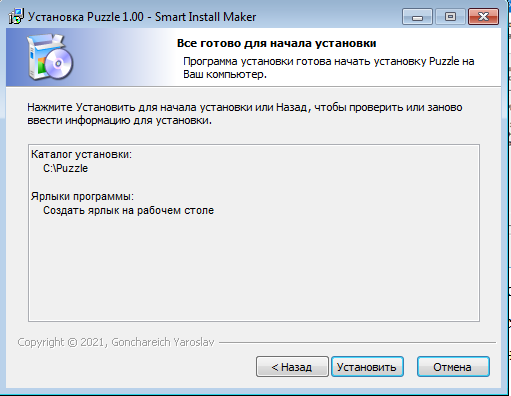 Установка Puzzle 1.00 - Smart Install Maker
Все готово для начала установки
Программа установки готова начать установку Puzzle на
Ваш компьютер.
Нажмите Установить для начала установки или Назад, чтобы проверить или заново
ввести информацию для установки.
Каталог установки:
C:\Puzzle
Ярлыки программы:
Создать ярлык на рабочем столе
Copyright © 2021, Gonchareich Yaroslav
< Назад
Установить
Отмена